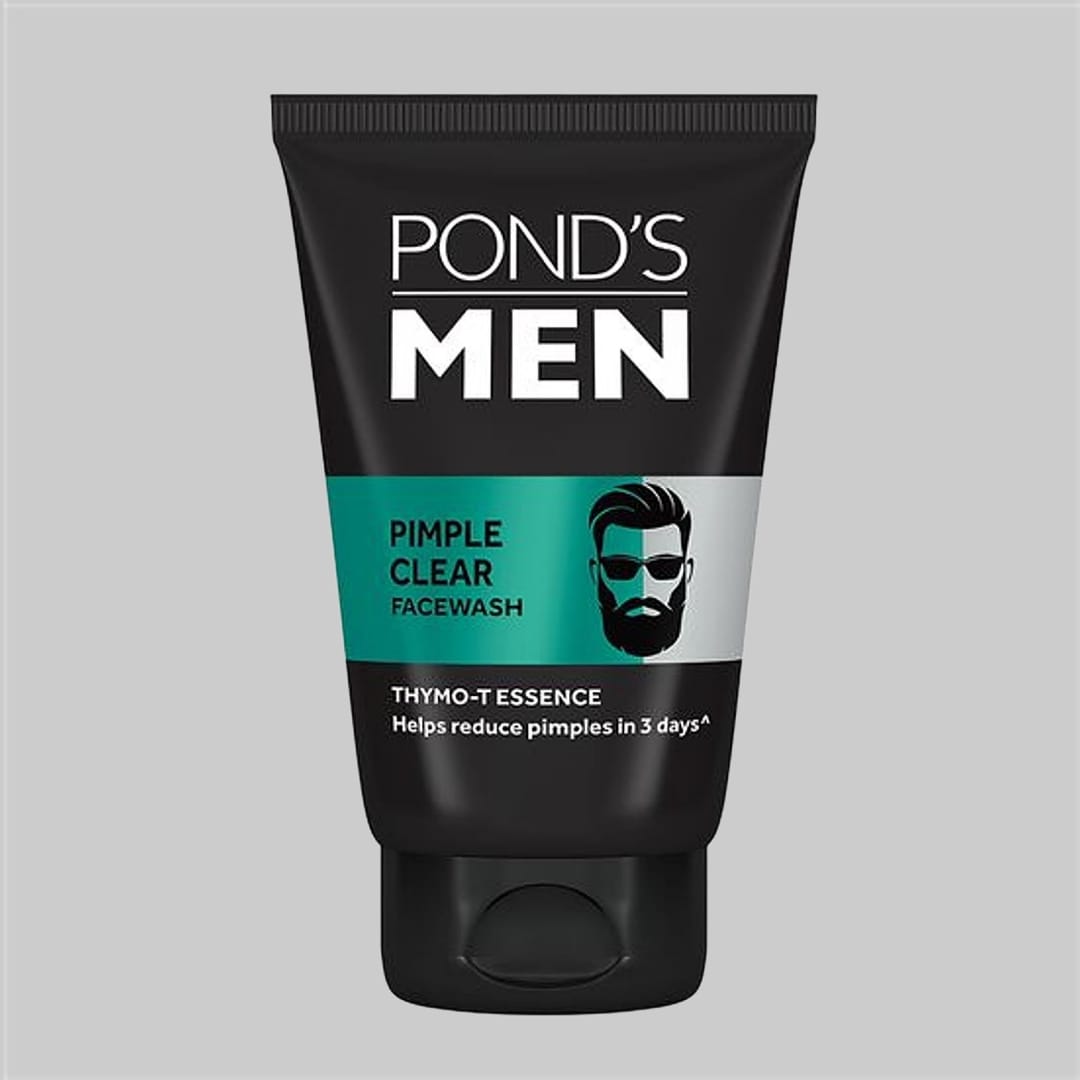 POND'S
MEN
PIMPLE
CLEAR
FACEWASH
THYMO-T ESSENCE
Helps reduce pimples in 3 days^